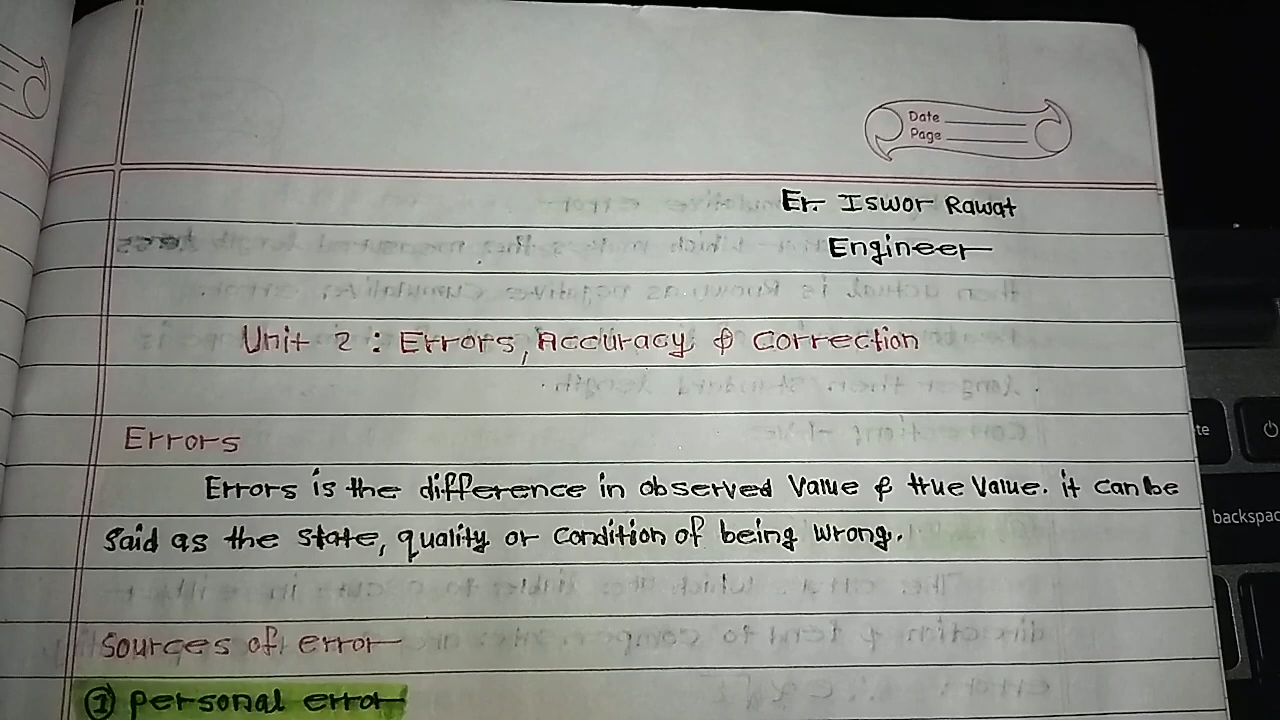 Date
Page
Er. Iswor Rawat
Engineer
Unit 2 : Errors, Accuracy & Correction
Errors
Errors is the difference in observed value & true value. it can be
said as the state, quality or condition of being wrong.
Sources of error
① personal error
te
backspac